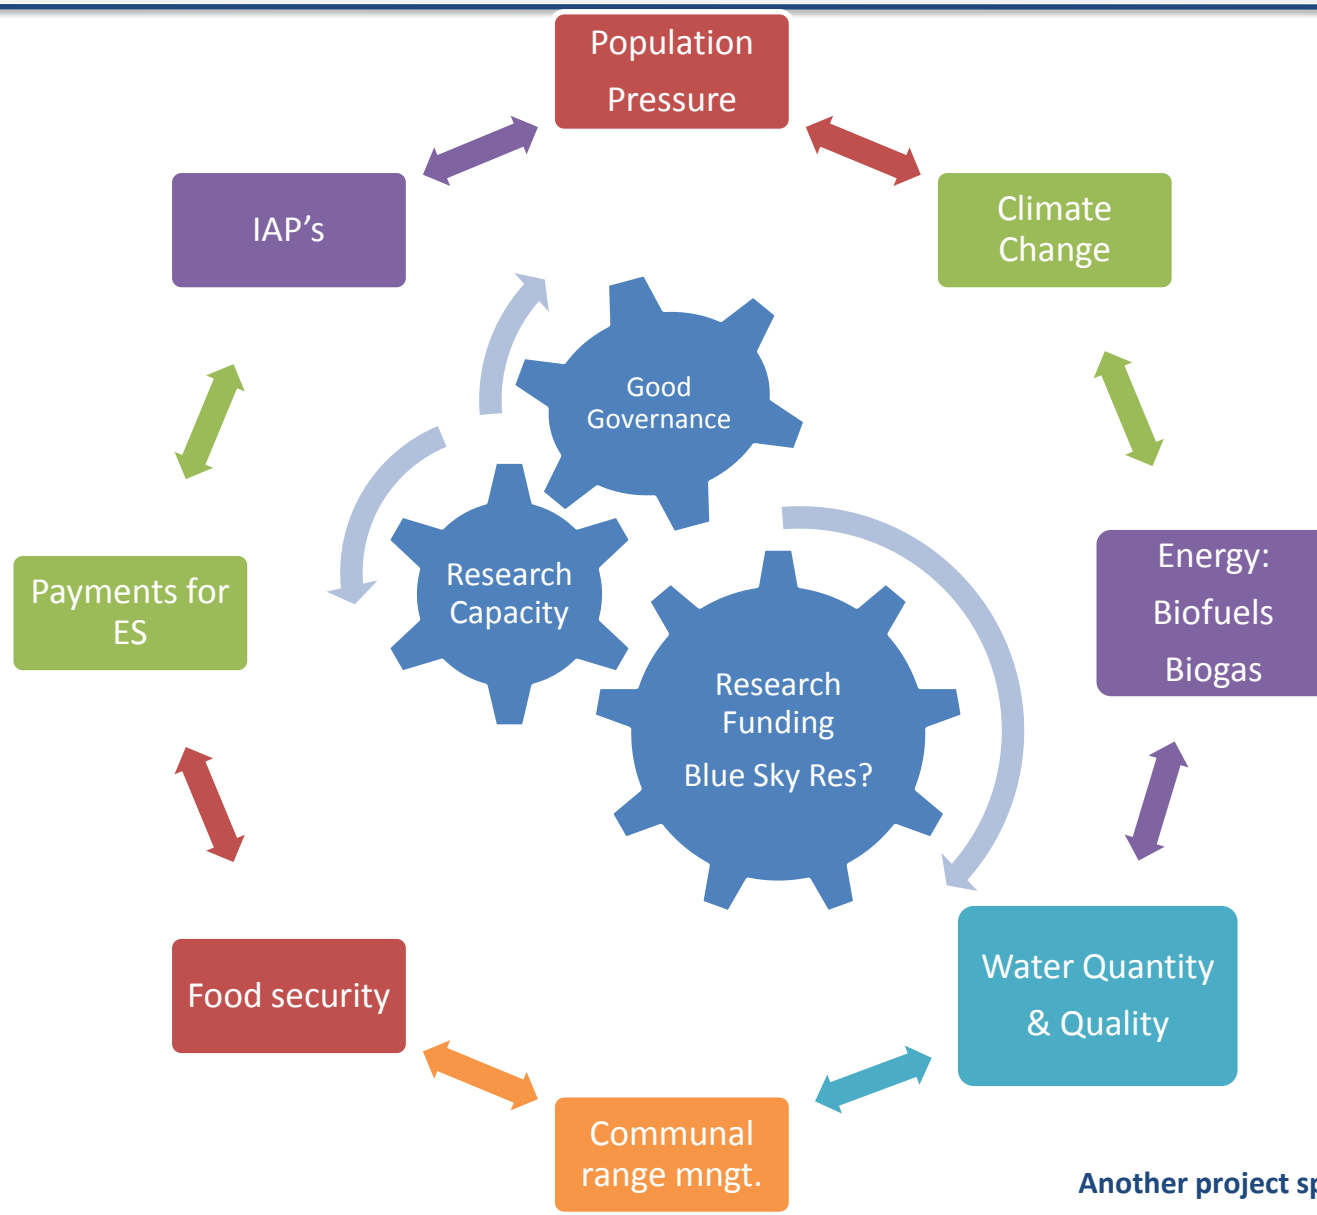 Population
Pressure
IAP’s
Climate
Change
Good
Governance
Research
Capacity
Payments for
ES
Energy:
Biofuels
Biogas
Research
Funding
Blue Sky Res?
Food security
Water Quantity
& Quality
Communal
range mngt.
Another project